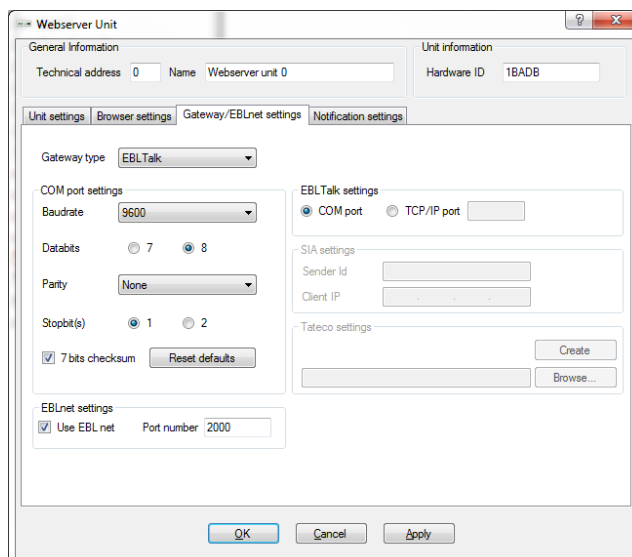 Webserver Unit
General Information
Technical address 0 Name Webserver unit 0
Unit information
Hardware ID 1BADB
Unit settings Browser settings Gateway/EBLnet settings Notification settings
Gateway type EBLTalk
COM port settings
Baudrate 9600
Databits 7 8
Parity None
Stopbit(s) 1 2
7 bits checksum Reset defaults
EBLTalk settings
COM port TCP/IP port
SIA settings
Sender Id
Client IP . . .
Tateco settings
Create
Browse...
EBLnet settings
Use EBL net Port number 2000
OK Cancel Apply